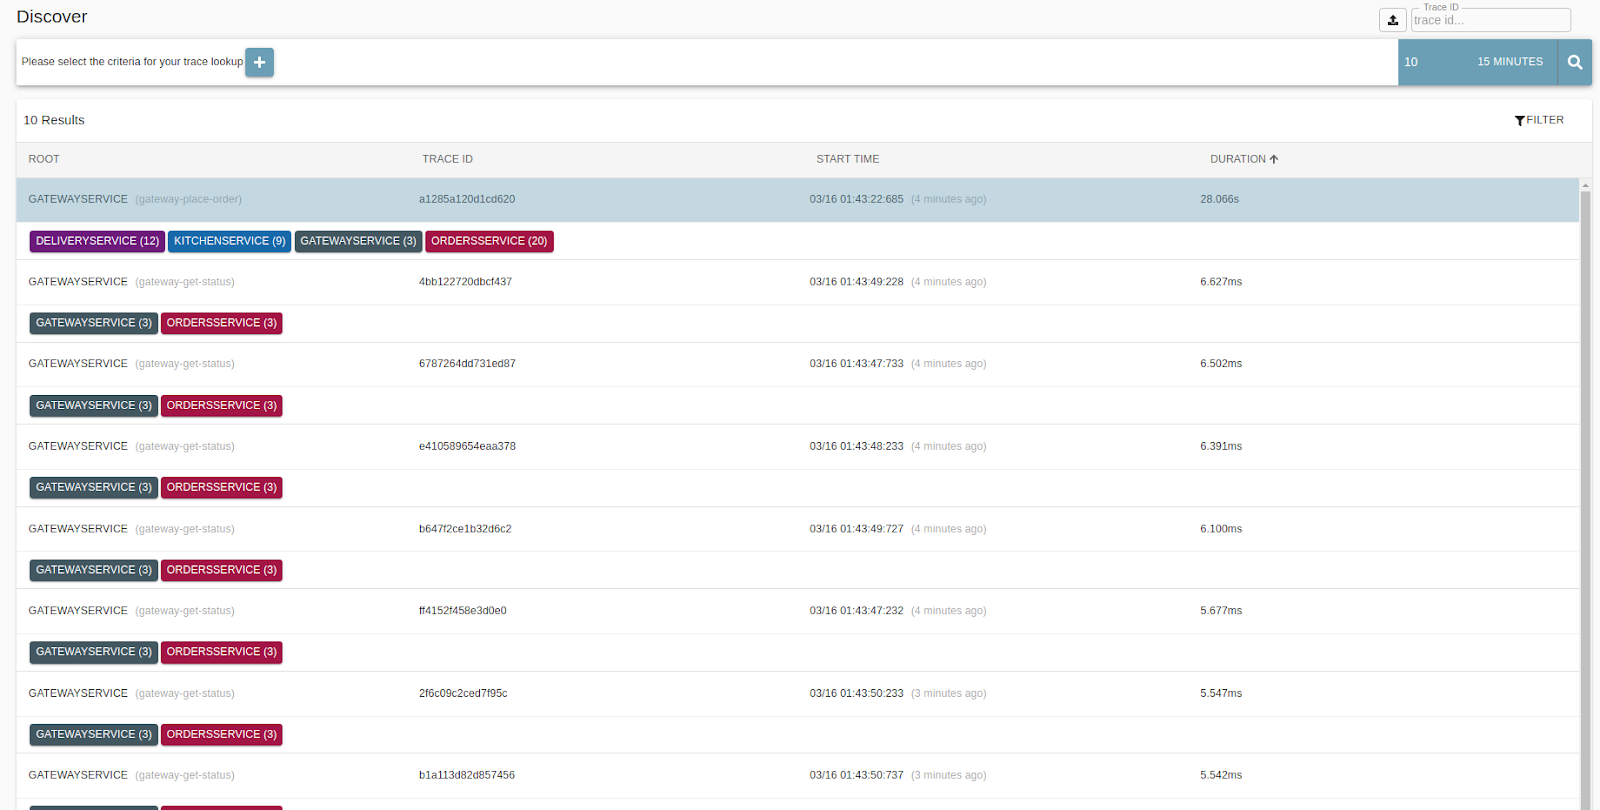 Discover
Trace ID
trace id...
Please select the criteria for your trace lookup
10 15 MINUTES
10 Results
FILTER
ROOT TRACE ID START TIME DURATION
GATEWAYSERVICE (gateway-place-order) a1285a120d1cd620 03/16 01:43:22:685 (4 minutes ago) 28.066s
DELIVERYSERVICE (12) KITCHENSERVICE (9) GATEWAYSERVICE (3) ORDERSSERVICE (20)
GATEWAYSERVICE (gateway-get-status) 4bb122720dbcf437 03/16 01:43:49:228 (4 minutes ago) 6.627ms
GATEWAYSERVICE (3) ORDERSSERVICE (3)
GATEWAYSERVICE (gateway-get-status) 6787264dd731ed87 03/16 01:43:47:733 (4 minutes ago) 6.502ms
GATEWAYSERVICE (3) ORDERSSERVICE (3)
GATEWAYSERVICE (gateway-get-status) e410589654eaa378 03/16 01:43:48:233 (4 minutes ago) 6.391ms
GATEWAYSERVICE (3) ORDERSSERVICE (3)
GATEWAYSERVICE (gateway-get-status) b647f2ce1b32d6c2 03/16 01:43:49:727 (4 minutes ago) 6.100ms
GATEWAYSERVICE (3) ORDERSSERVICE (3)
GATEWAYSERVICE (gateway-get-status) ff4152f458e3d0e0 03/16 01:43:47:232 (4 minutes ago) 5.677ms
GATEWAYSERVICE (3) ORDERSSERVICE (3)
GATEWAYSERVICE (gateway-get-status) 2f6c09c2ced7f95c 03/16 01:43:50:233 (3 minutes ago) 5.547ms
GATEWAYSERVICE (3) ORDERSSERVICE (3)
GATEWAYSERVICE (gateway-get-status) b1a113d82d857456 03/16 01:43:50:737 (3 minutes ago) 5.542ms